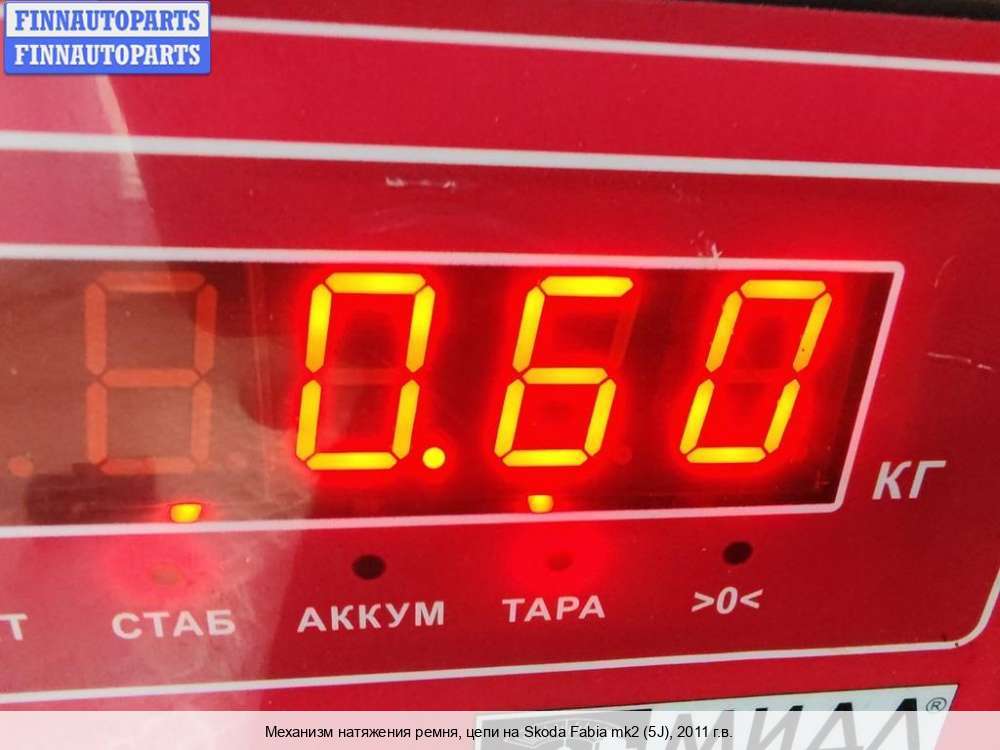 FINNAUTOPARTS
FINNAUTOPARTS
0.60
КГ
СТАБ АККУМ ТАРА >0<
Механизм натяжения ремня, цепи на Skoda Fabia mk2 (5J), 2011 г.в.